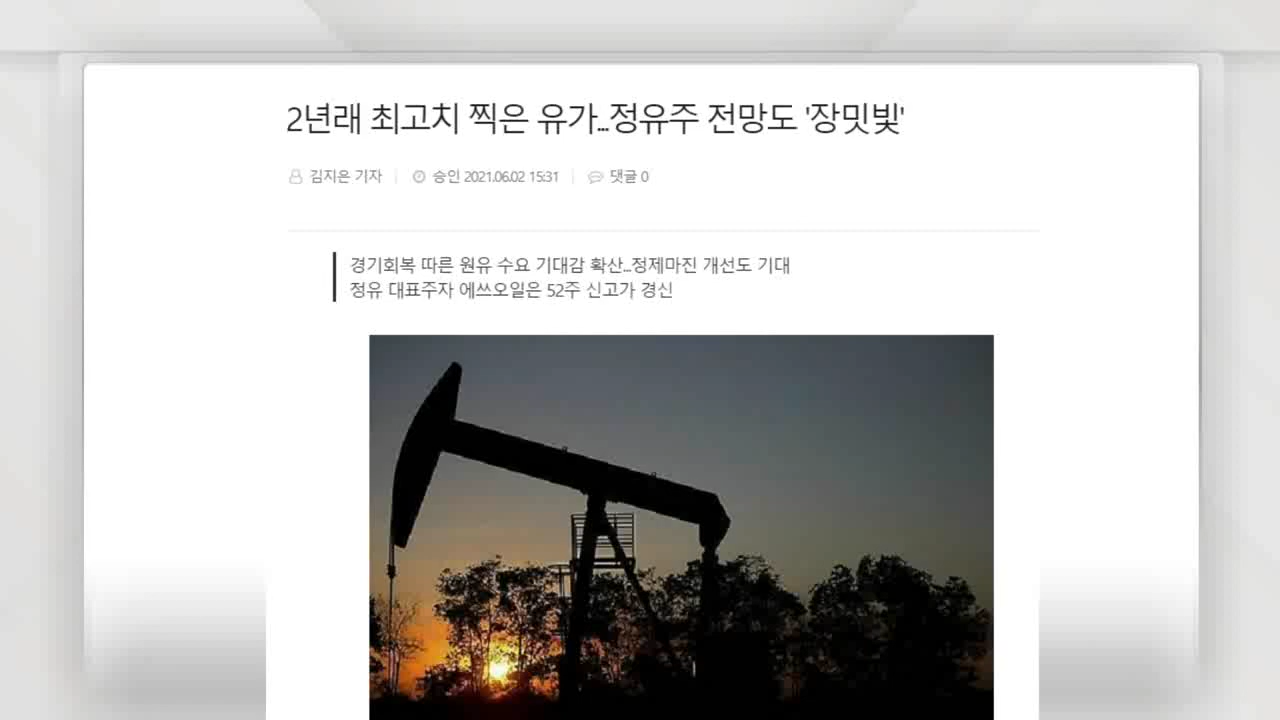 2년래 최고치 찍은 유가...정유주 전망도 '장밋빛'
김지은 기자 승인 2021.06.02 15:31 댓글 0
경기회복 따른 원유 수요 기대감 확산...정제마진 개선도 기대
정유 대표주자 에쓰오일은 52주 신고가 경신